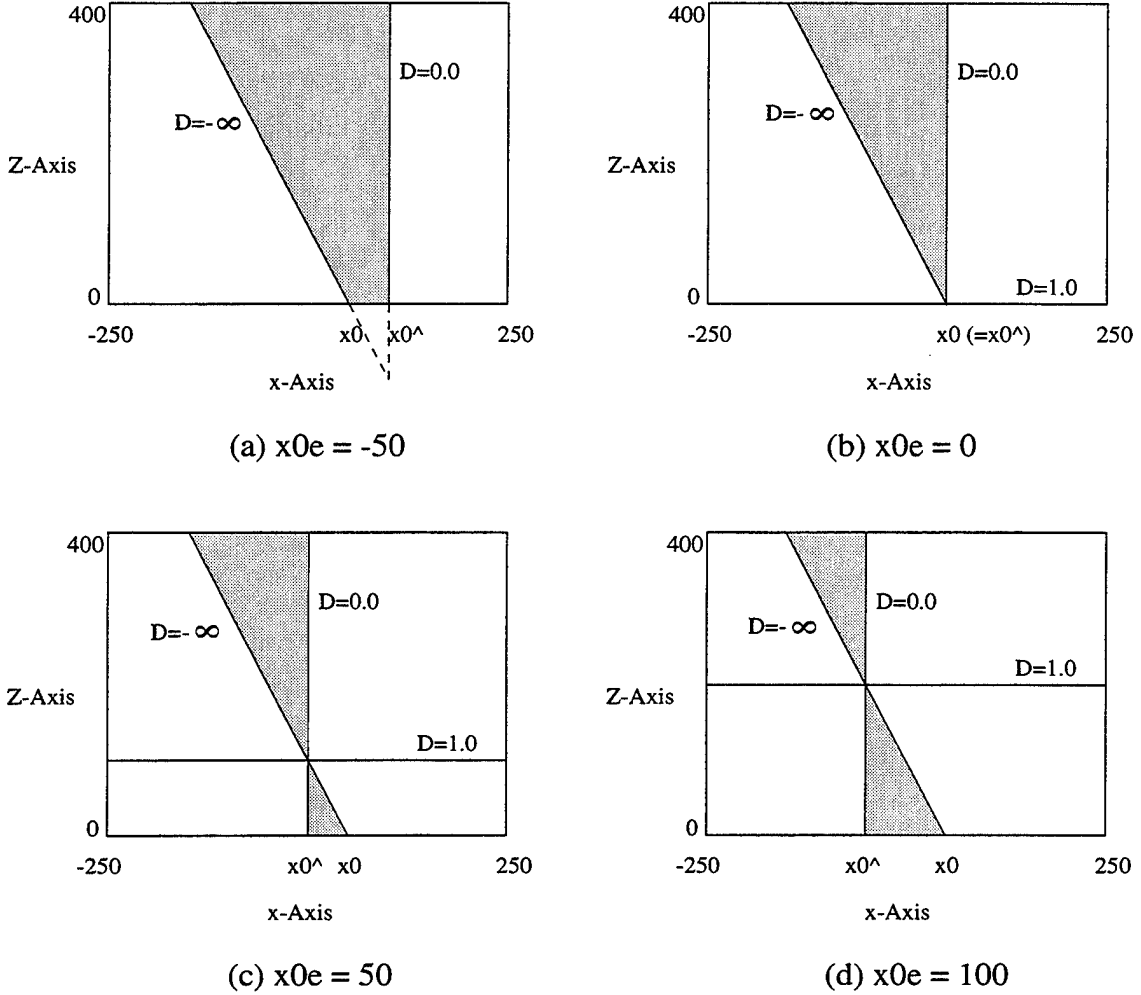 400
D=0.0
D=-∞
Z-Axis
0
-250
x0
x0^
250
x-Axis
(a) x0e = -50
400
D=0.0
D=-∞
Z-Axis
0
D=1.0
-250
x0 (=x0^)
250
x-Axis
(b) x0e = 0
400
D=0.0
D=-∞
Z-Axis
D=1.0
0
-250
x0^
x0
250
x-Axis
(c) x0e = 50
400
D=0.0
D=-∞
D=1.0
Z-Axis
0
-250
x0^
x0
250
x-Axis
(d) x0e = 100